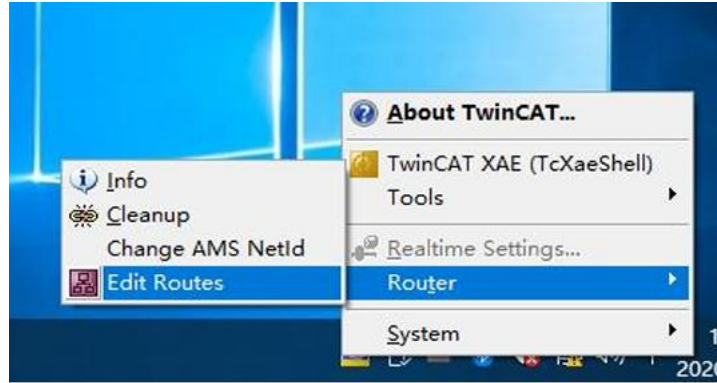 About TwinCAT...
TwinCAT XAE (TcXaeShell)
Tools
Realtime Settings...
Router
System
Info
Cleanup
Change AMS NetId
Edit Routes